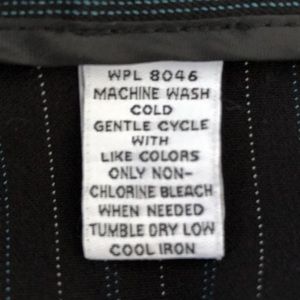 WPL 8046
MACHINE WASH
COLD
GENTLE CYCLE
WITH
LIKE COLORS
ONLY NON-
CHLORINE BLEACH
WHEN NEEDED
TUMBLE DRY LOW
COOL IRON